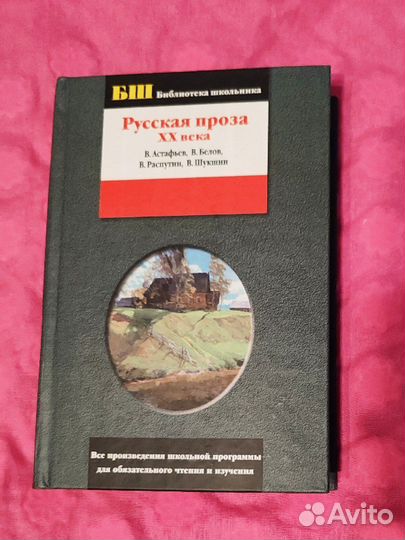 БШ Библиотека школьника
Русская проза
XX века
В. Астафьев, В. Белов,
В. Распутин, В. Шукшин
Все произведения школьной программы
для обязательного чтения и изучения
Avito